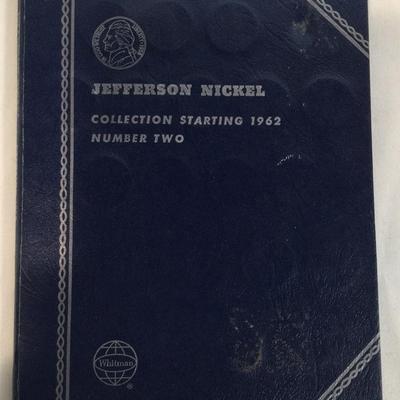 JEFFERSON NICKEL
COLLECTION STARTING 1962
NUMBER TWO
Whitman
®